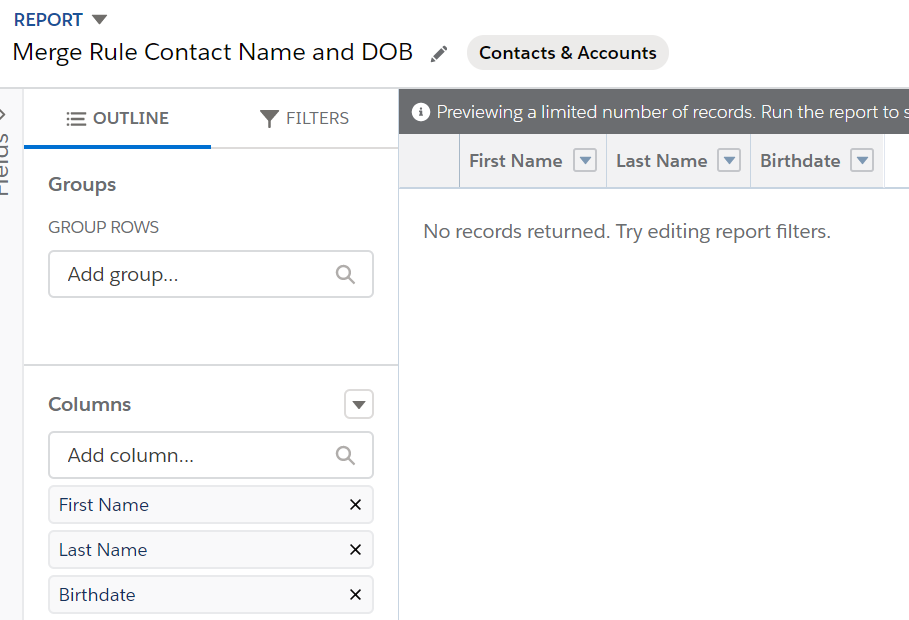 REPORT
Merge Rule Contact Name and DOB
Contacts & Accounts
Fields
OUTLINE
FILTERS
Previewing a limited number of records. Run the report to s
First Name
Last Name
Birthdate
Groups
GROUP ROWS
Add group...
No records returned. Try editing report filters.
Columns
Add column...
First Name
Last Name
Birthdate